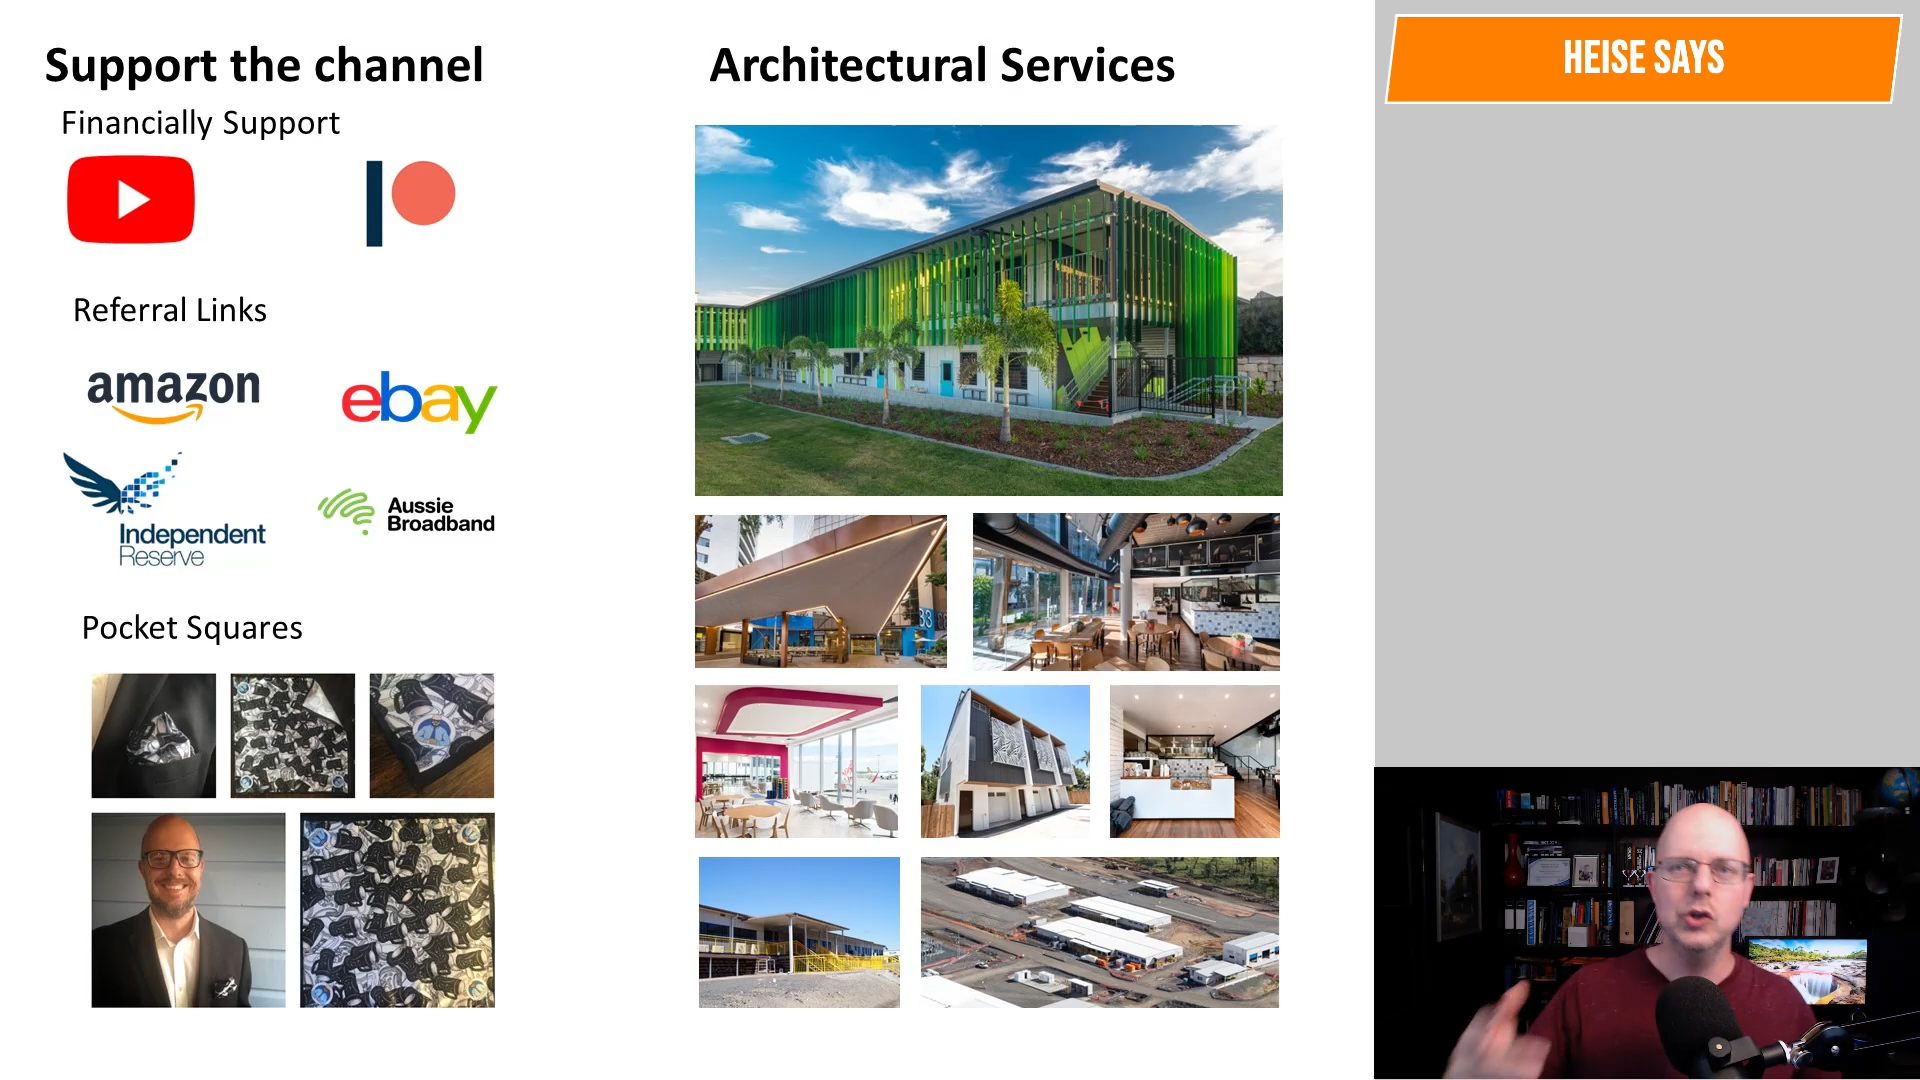 Support the channel
Financially Support
Referral Links
amazon
ebay
Independent
Reserve
Aussie
Broadband
Pocket Squares
Architectural Services
33
HEISE SAYS